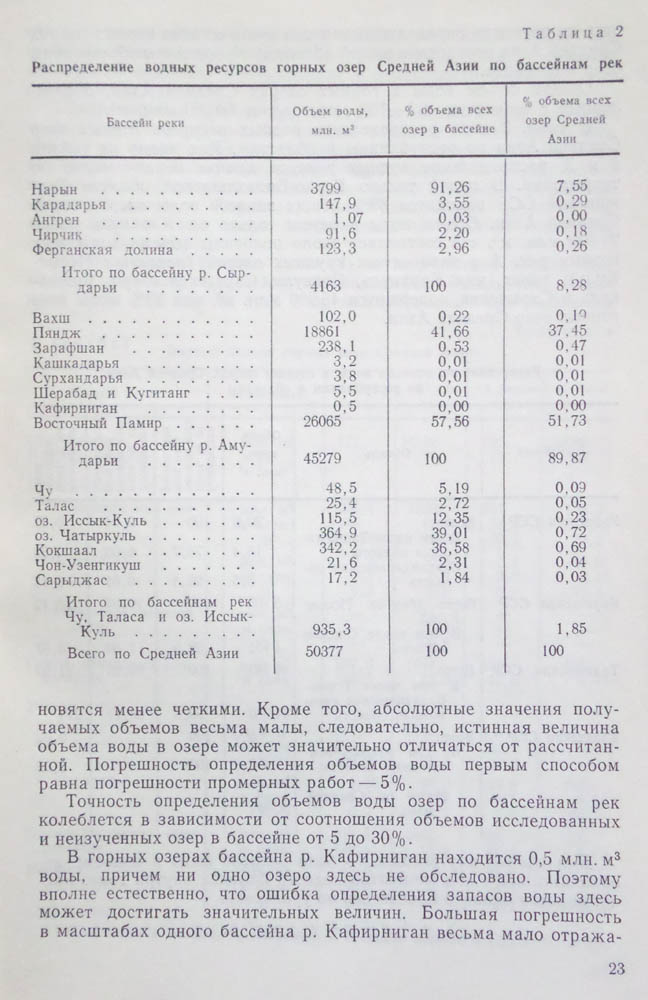 Таблица 2
Распределение водных ресурсов горных озер Средней Азии по бассейнам рек
Бассейн реки Объем воды, млн. м³ % объема всех озер в бассейне % объема всех озер Средней Азии
Нарын . . . . . . . . . . . 3799 91,26 7,55
Карадарья . . . . . . . . . 147,9 3,55 0,29
Ангрен . . . . . . . . . . 1,07 0,03 0,00
Чирчик . . . . . . . . . 91,6 2,20 0,18
Ферганская долина . . . . . 123,3 2,96 0,26
Итого по бассейну р. Сыр-
дарьи . . . . . . . . 4163 100 8,28
Вахш . . . . . . . . . . . . 102,0 0,22 0,19
Пяндж . . . . . . . . . . . 18861 41,66 37,45
Зарафшан . . . . . . . . . 238,1 0,53 0,47
Кашкадарья . . . . . . . . 3,2 0,01 0,01
Сурхандарья . . . . . . . . 3,8 0,01 0,01
Шерабад и Кугитанг . . . . 5,5 0,01 0,01
Кафирниган . . . . . . . . 0,5 0,00 0,00
Восточный Памир . . . . . . 26065 57,56 51,73
Итого по бассейну р. Аму-
дарьи . . . . . . . . 45279 100 89,87
Чу . . . . . . . . . . . . . 48,5 5,19 0,09
Талас . . . . . . . . . . . 25,4 2,72 0,05
оз. Иссык-Куль . . . . . . . 115,5 12,35 0,23
оз. Чатыркуль . . . . . . . . 364,9 39,01 0,72
Кокшаал . . . . . . . . . . 342,2 36,58 0,69
Чон-Узенгикуш . . . . . . . 21,6 2,31 0,04
Сарыджас . . . . . . . . . 17,2 1,84 0,03
Итого по бассейнам рек
Чу, Таласа и оз. Иссык-
Куль . . . . . . . . . 935,3 100 1,85
Всего по Средней Азии 50377 100 100
новятся менее четкими. Кроме того, абсолютные значения полу-
чаемых объемов весьма малы, следовательно, истинная величина
объема воды в озере может значительно отличаться от рассчитан-
ной. Погрешность определения объемов воды первым способом
равна погрешности промерных работ — 5%.
Точность определения объемов воды озер по бассейнам рек
колеблется в зависимости от соотношения объемов исследованных
и неизученных озер в бассейне от 5 до 30%.
В горных озерах бассейна р. Кафирниган находится 0,5 млн. м³
воды, причем ни одно озеро здесь не обследовано. Поэтому
вполне естественно, что ошибка определения запасов воды здесь
может достигать значительных величин. Большая погрешность
в масштабах одного бассейна р. Кафирниган весьма мало отража-
23